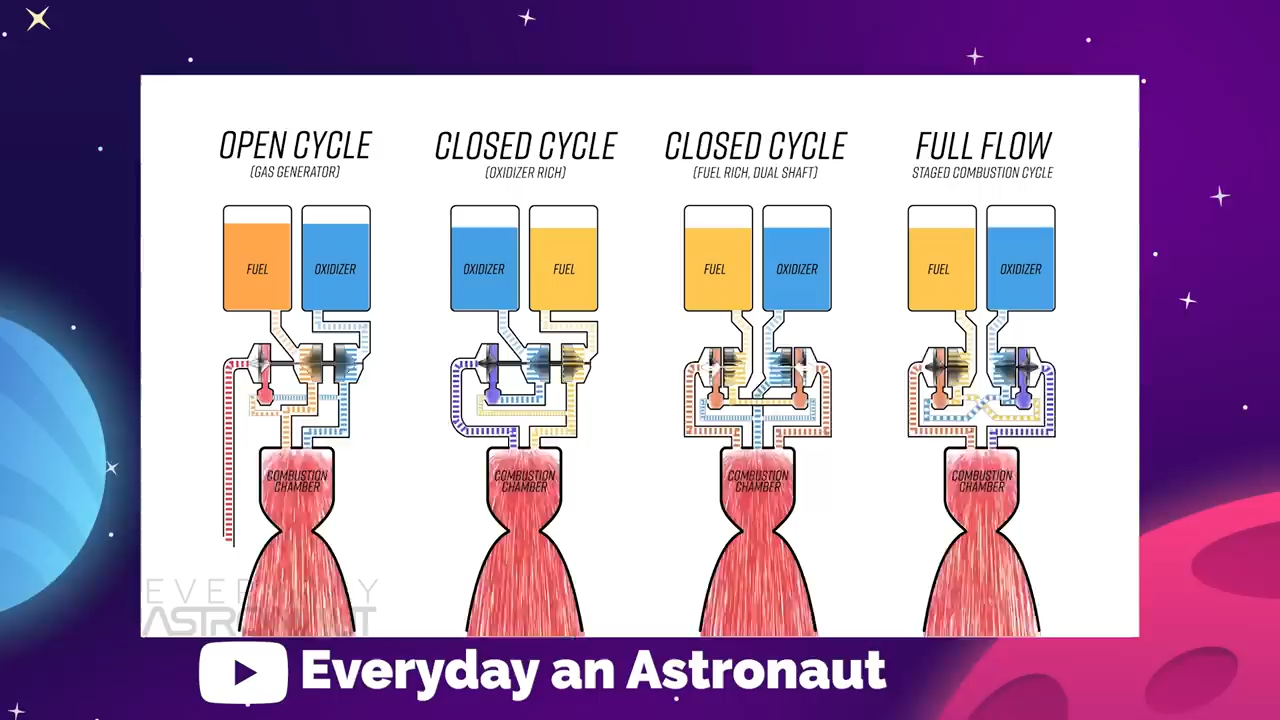 OPEN CYCLE
(GAS GENERATOR)
FUEL
OXIDIZER
COMBUSTION
CHAMBER
CLOSED CYCLE
(OXIDIZER RICH)
OXIDIZER
FUEL
COMBUSTION
CHAMBER
CLOSED CYCLE
(FUEL RICH, DUAL SHAFT)
FUEL
OXIDIZER
COMBUSTION
CHAMBER
FULL FLOW
STAGED COMBUSTION CYCLE
FUEL
OXIDIZER
COMBUSTION
CHAMBER
EVERYDAY
ASTRONAUT
Everyday an Astronaut